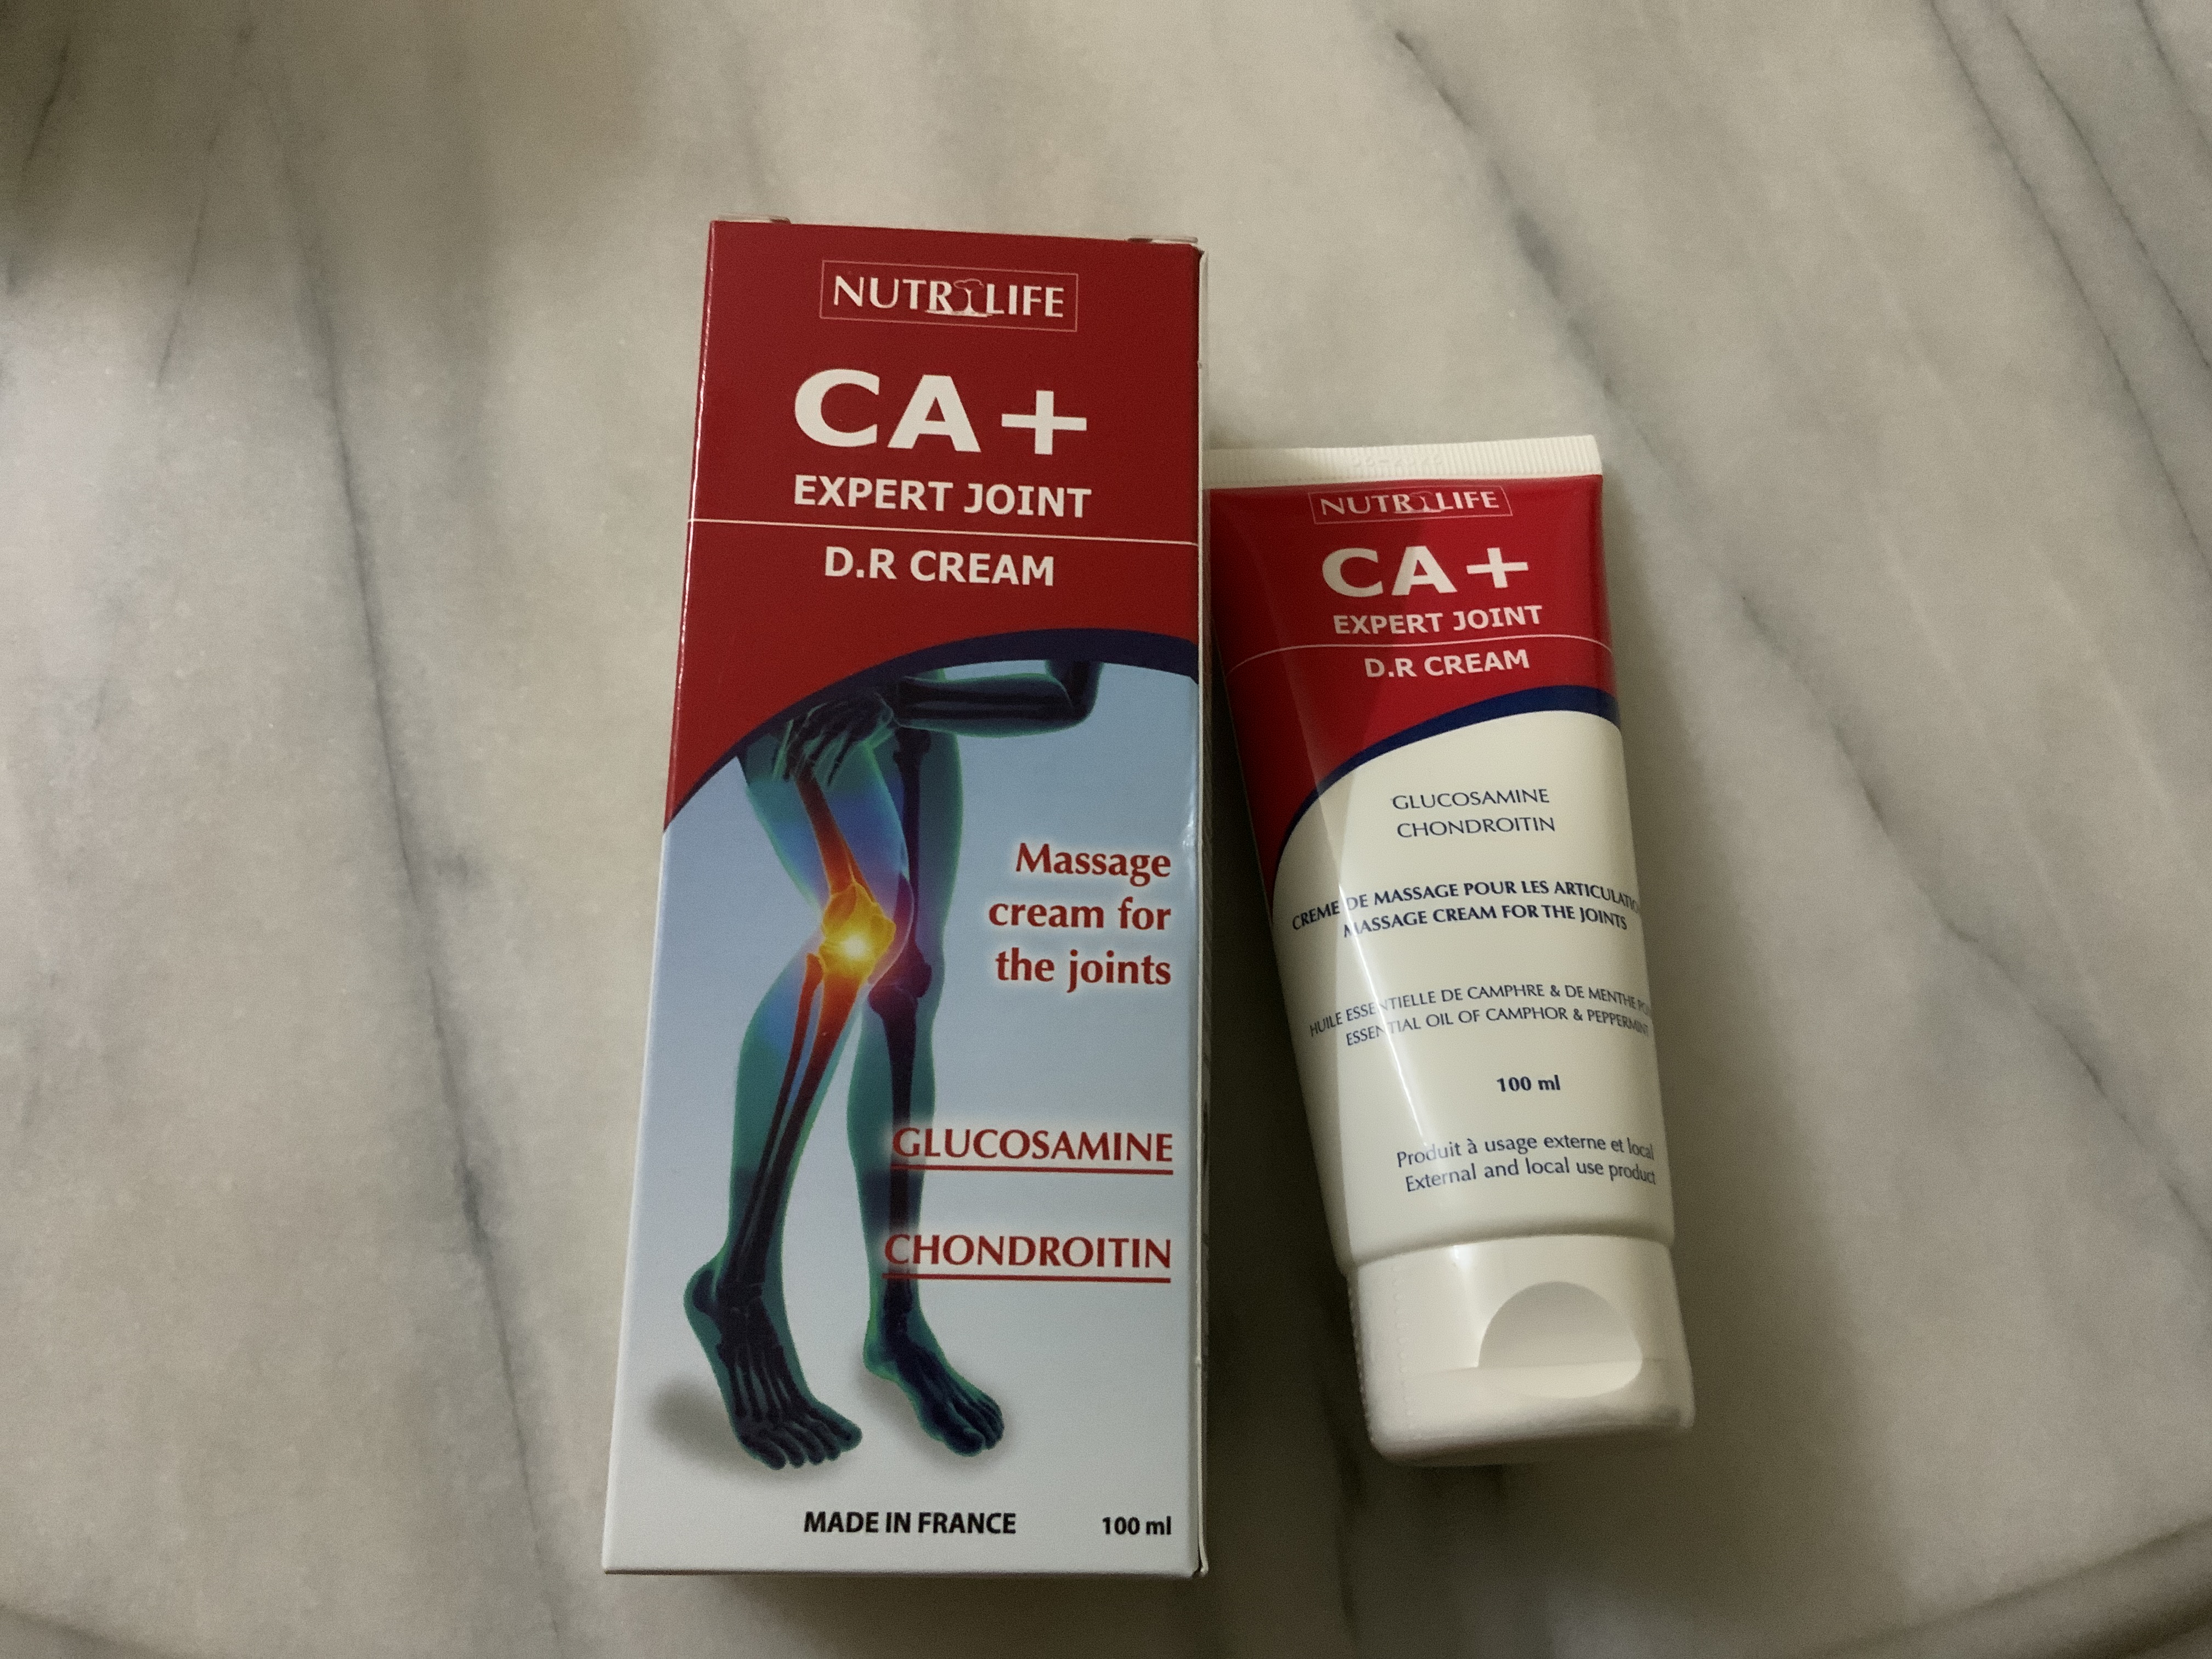 NUTRILIFE
CA+
EXPERT JOINT
D.R CREAM
Massage
cream for
the joints
GLUCOSAMINE
CHONDROITIN
MADE IN FRANCE 100 ml
NUTRILIFE
CA+
EXPERT JOINT
D.R CREAM
GLUCOSAMINE
CHONDROITIN
CREME DE MASSAGE POUR LES
MASSAGE CREAM FOR THE JOINTS
HUILE ESSENTIELLE DE CAMPHRE & DE MENTHE
ESSENTIAL OIL OF CAMPHOR & PEPPERMINT
100 ml
Produit à usage externe et local
External and local use product